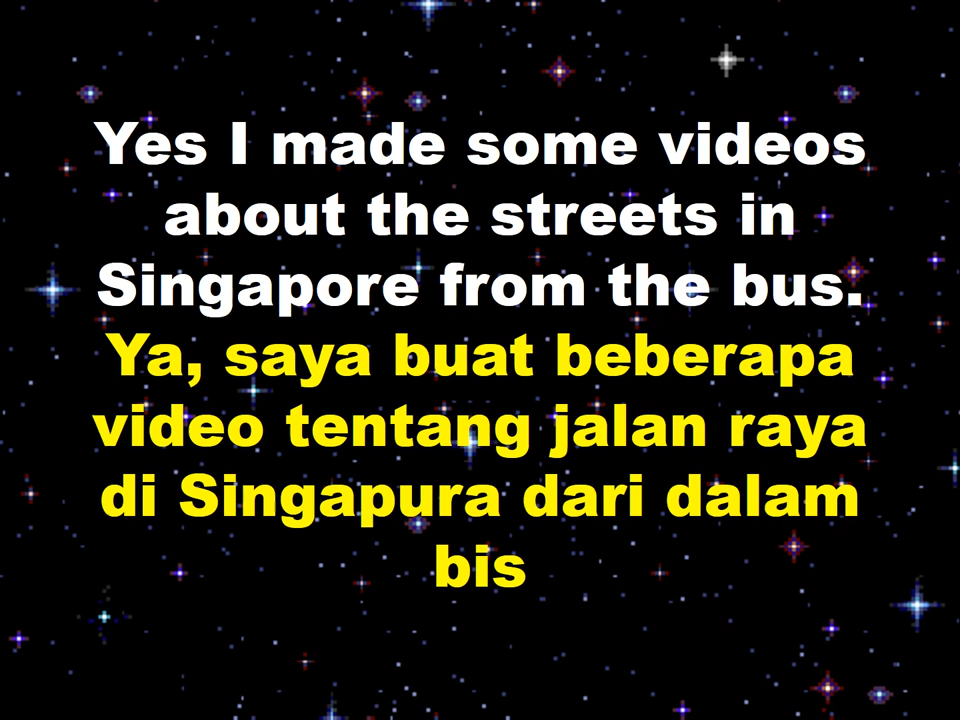 Yes I made some videos
about the streets in
Singapore from the bus.
Ya, saya buat beberapa
video tentang jalan raya
di Singapura dari dalam
bis